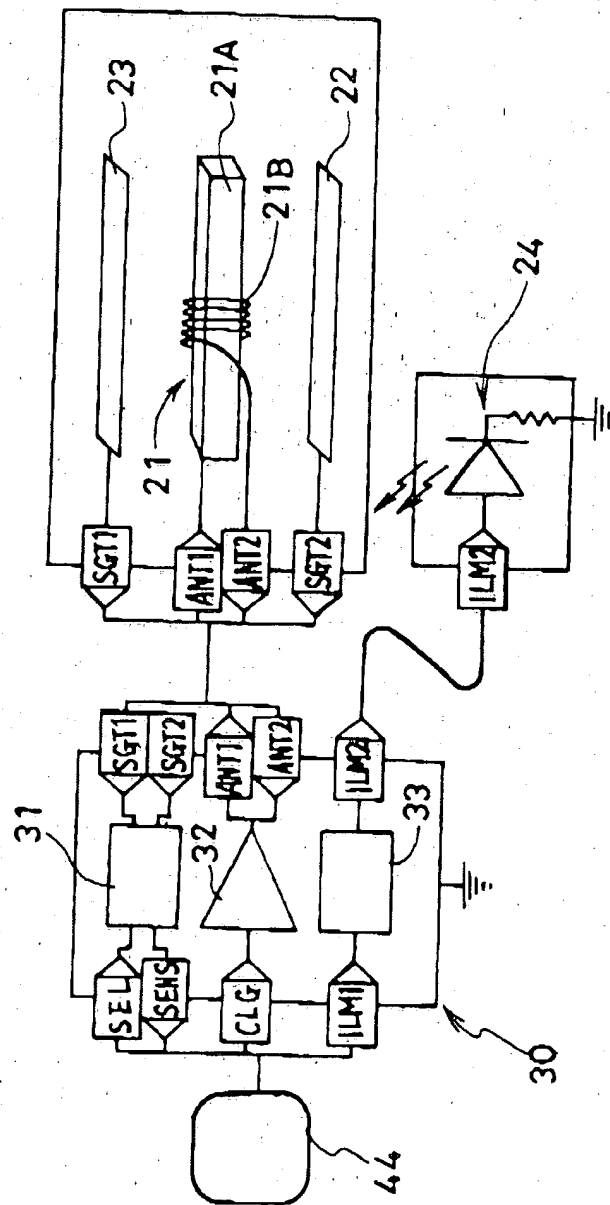 23
21A
21B
22
21
24
SGT1
ANT1
ANT2
SGT2
ILM2
SGT1
SGT2
ANT1
ANT2
ILM2
31
32
33
SEL
SENS
CLG
ILM1
30
44